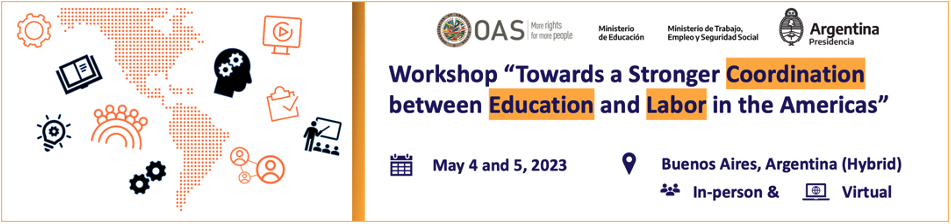 OAS
More rights
for more people
Ministerio
de Educación
Ministerio de Trabajo,
Empleo y Seguridad Social
Argentina
Presidencia
Workshop “Towards a Stronger Coordination
between Education and Labor in the Americas”
May 4 and 5, 2023
Buenos Aires, Argentina (Hybrid)
In-person & Virtual